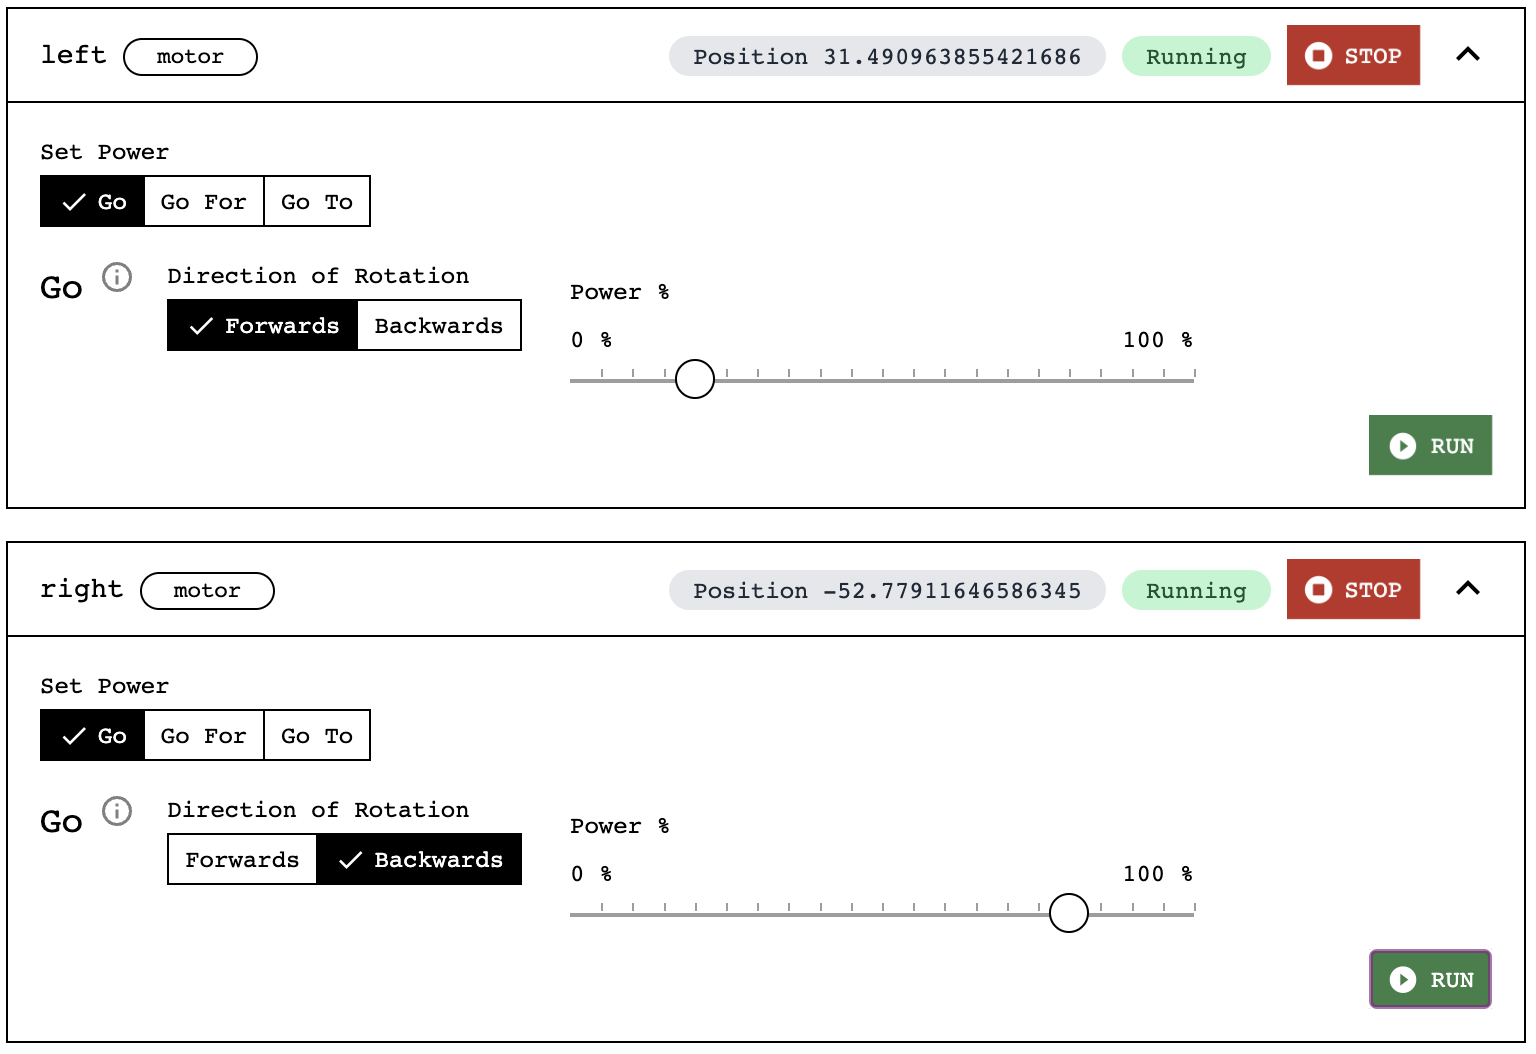 left motor Position 31.490963855421686 Running STOP
Set Power
Go Go For Go To
Go Direction of Rotation
Forwards Backwards
Power %
0 % 100 %
RUN
right motor Position -52.77911646586345 Running STOP
Set Power
Go Go For Go To
Go Direction of Rotation
Forwards Backwards
Power %
0 % 100 %
RUN